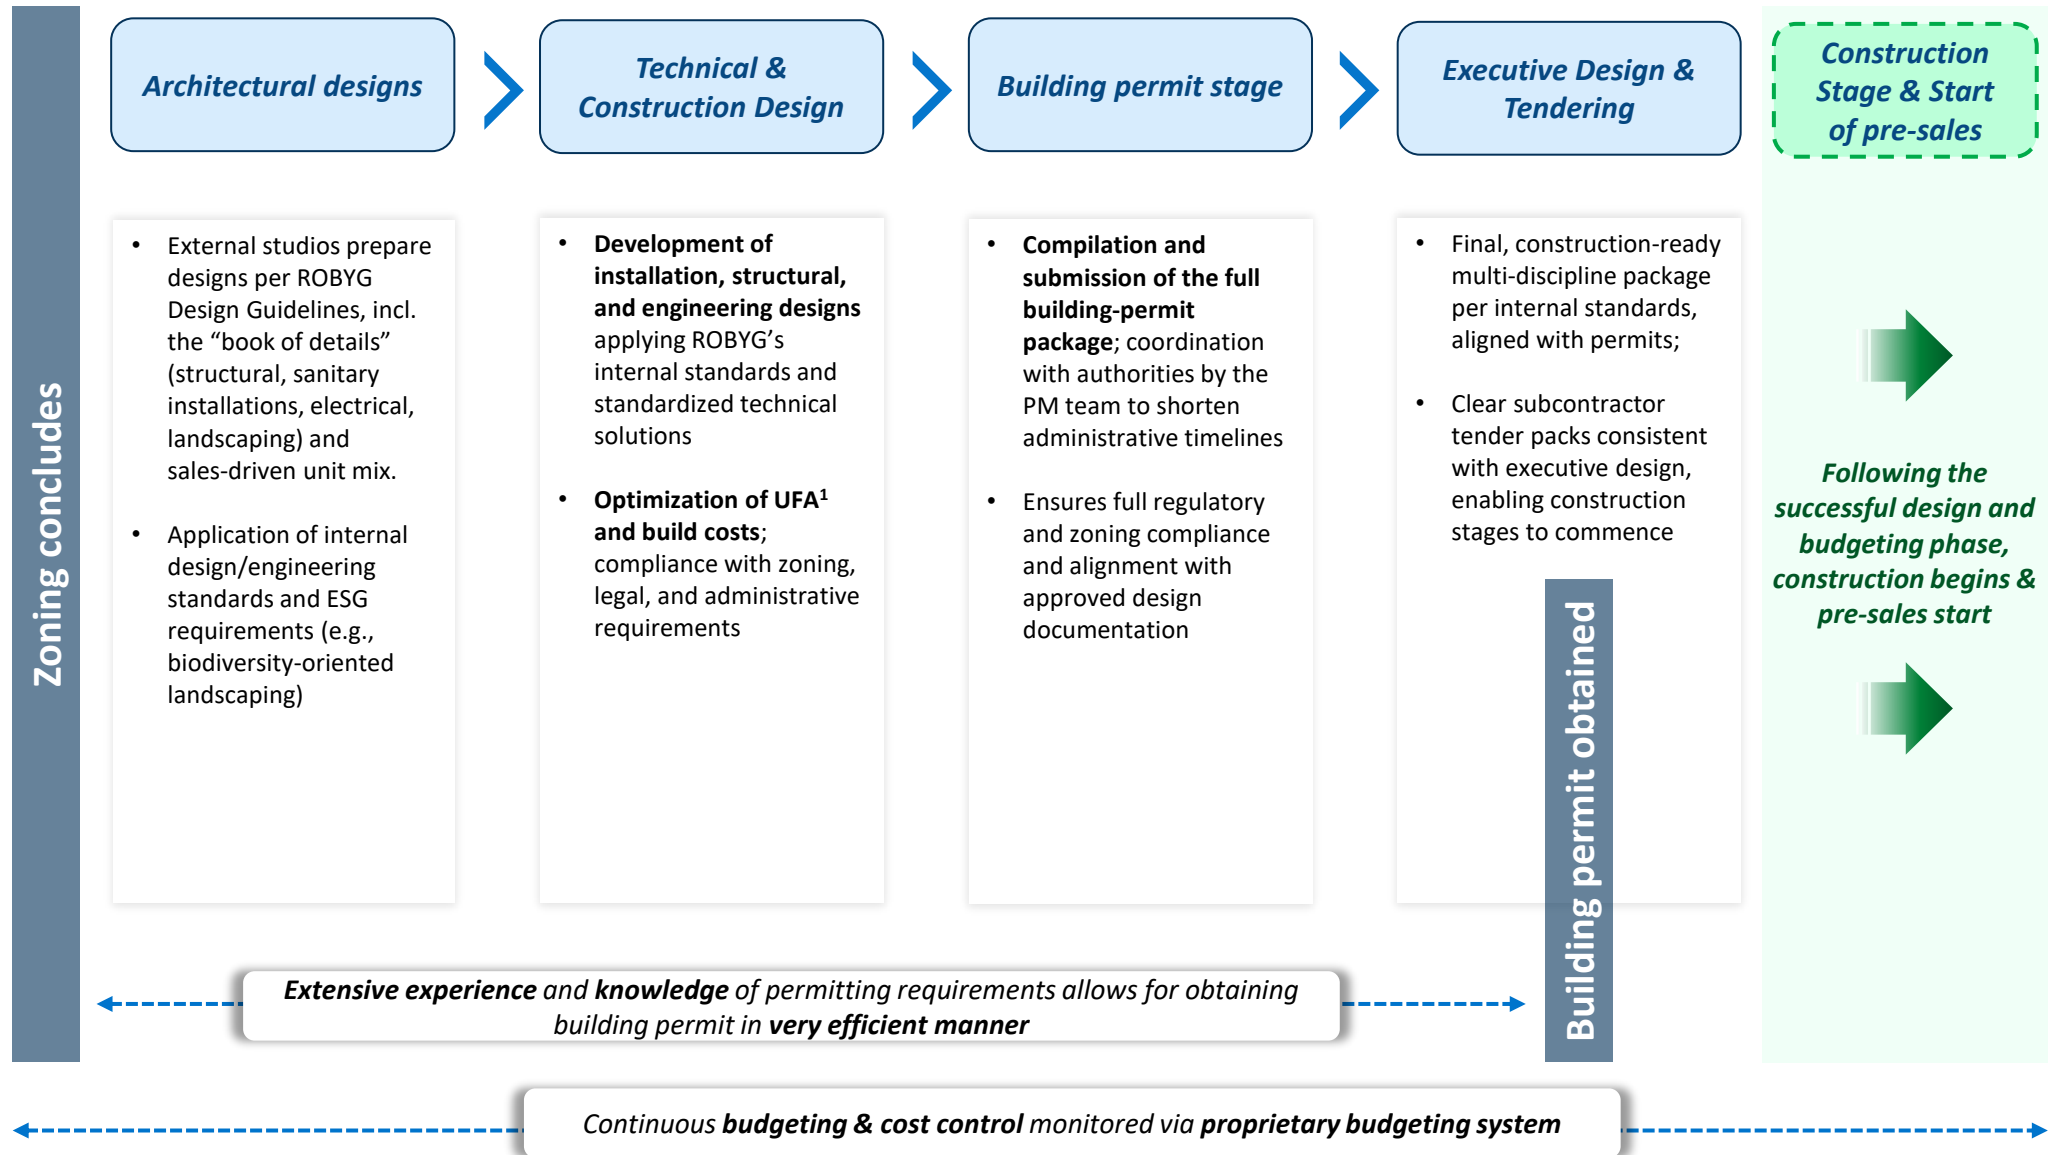 Zoning concludes
Architectural designs
Technical &
Construction Design
Building permit stage
Executive Design &
Tendering
Construction
Stage & Start
of pre-sales
• External studios prepare
designs per ROBYG
Design Guidelines, incl.
the “book of details”
(structural, sanitary
installations, electrical,
landscaping) and
sales-driven unit mix.
• Application of internal
design/engineering
standards and ESG
requirements (e.g.,
biodiversity-oriented
landscaping)
• Development of
installation, structural,
and engineering designs
applying ROBYG’s
internal standards and
standardized technical
solutions
• Optimization of UFA¹
and build costs;
compliance with zoning,
legal, and administrative
requirements
• Compilation and
submission of the full
building-permit
package; coordination
with authorities by the
PM team to shorten
administrative timelines
• Ensures full regulatory
and zoning compliance
and alignment with
approved design
documentation
• Final, construction-ready
multi-discipline package
per internal standards,
aligned with permits;
• Clear subcontractor
tender packs consistent
with executive design,
enabling construction
stages to commence
Building permit obtained
Following the
successful design and
budgeting phase,
construction begins &
pre-sales start
Extensive experience and knowledge of permitting requirements allows for obtaining
building permit in very efficient manner
Continuous budgeting & cost control monitored via proprietary budgeting system